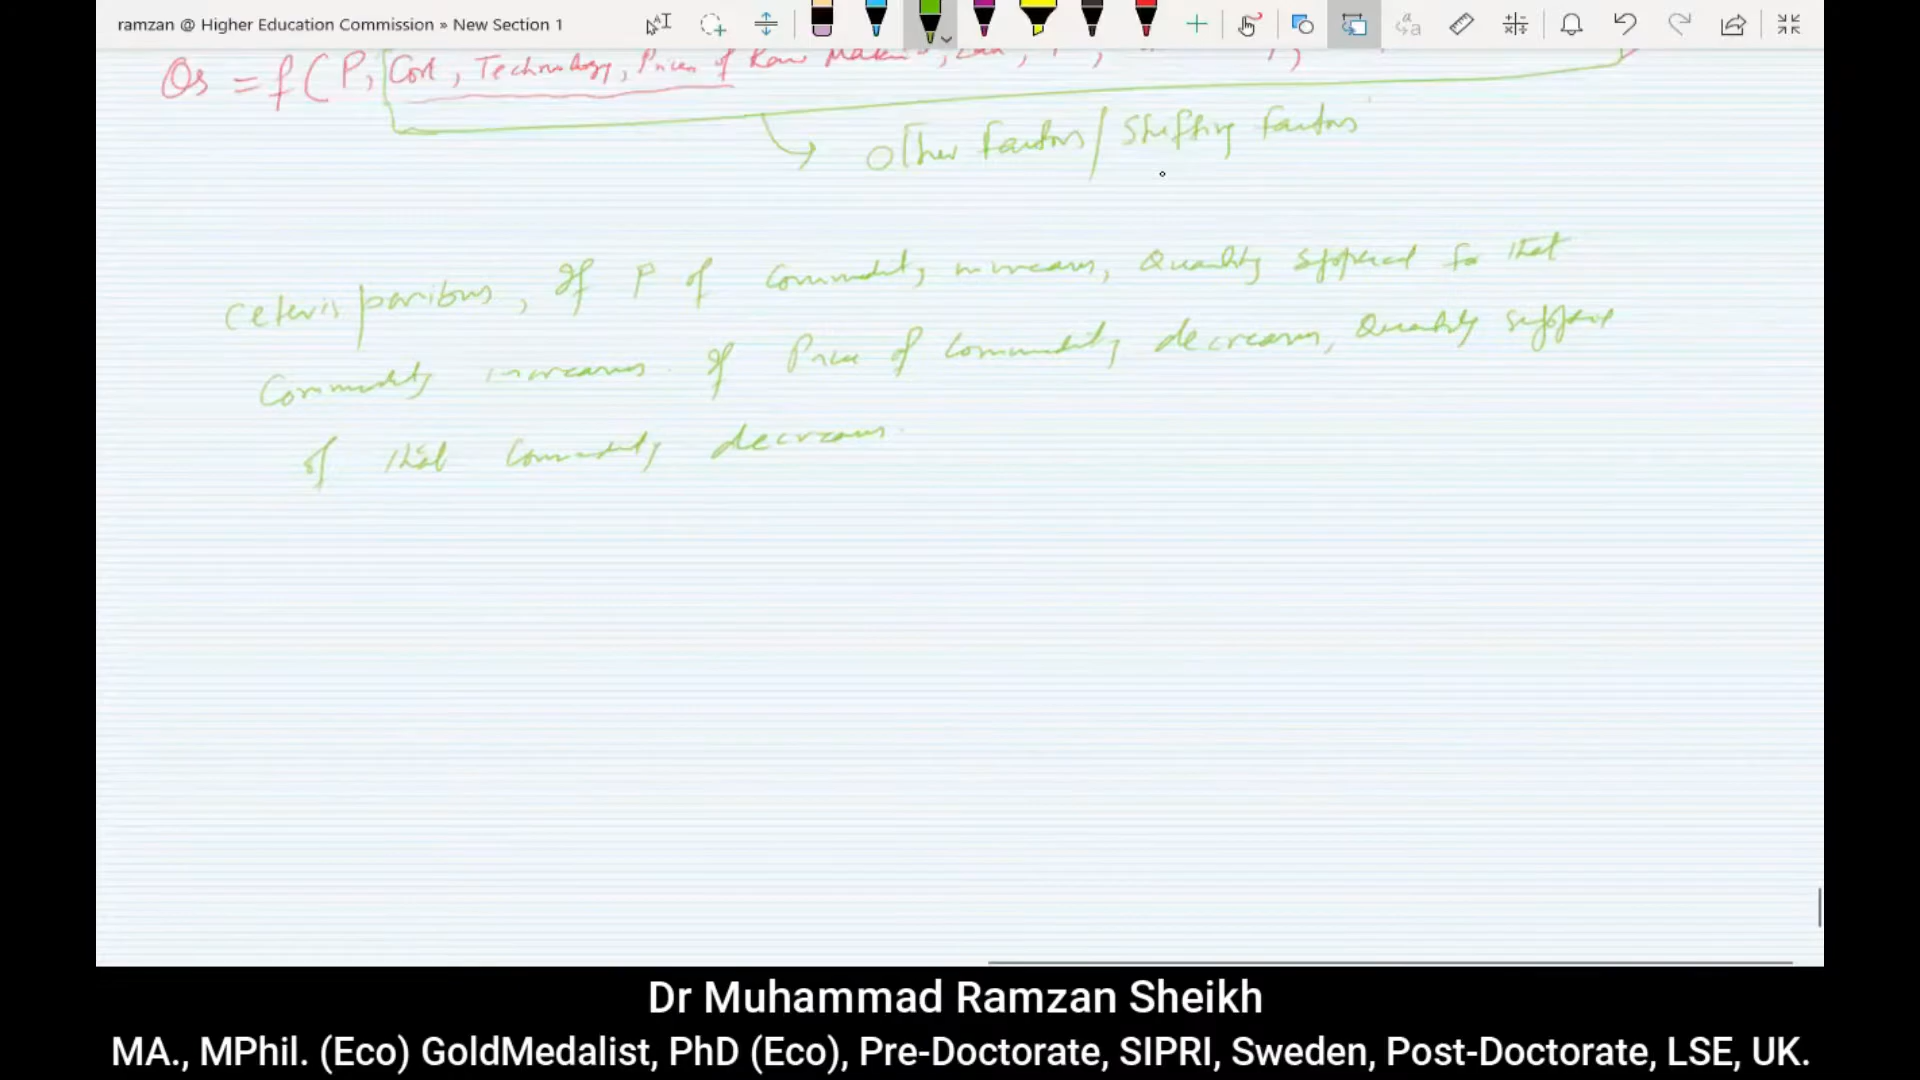 ramzan @ Higher Education Commission » New Section 1
Qs = f ( P, Cost, Technology, Prices of Raw
Other Factors / Shifting Factors
Ceteris paribus, If P of Commodity increases, Quantity supplied for that
Commodity increases. If Price of Commodity decreases, Quantity supplied
of that Commodity decreases.
Dr Muhammad Ramzan Sheikh
MA., MPhil. (Eco) GoldMedalist, PhD (Eco), Pre-Doctorate, SIPRI, Sweden, Post-Doctorate, LSE, UK.